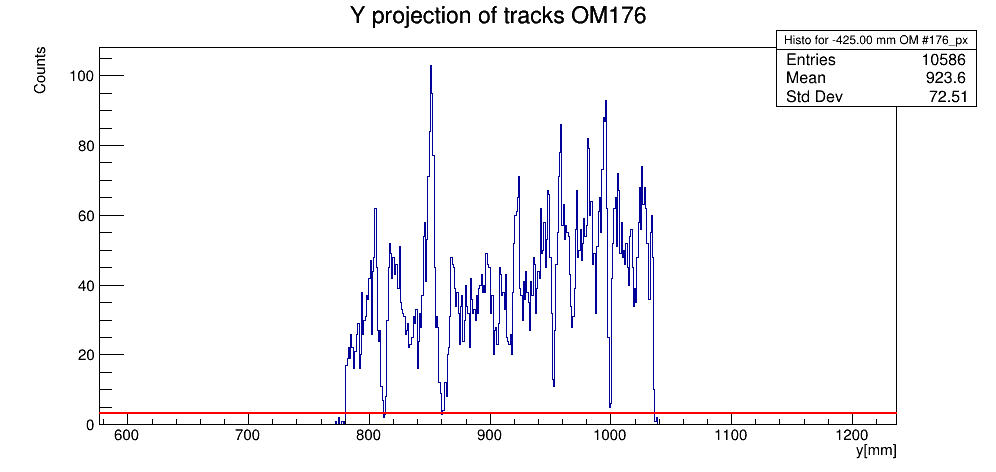 Y projection of tracks OM176
Histo for -425.00 mm OM #176_px
Entries 10586
Mean 923.6
Std Dev 72.51
Counts
100
80
60
40
20
0
600 700 800 900 1000 1100 1200
y[mm]